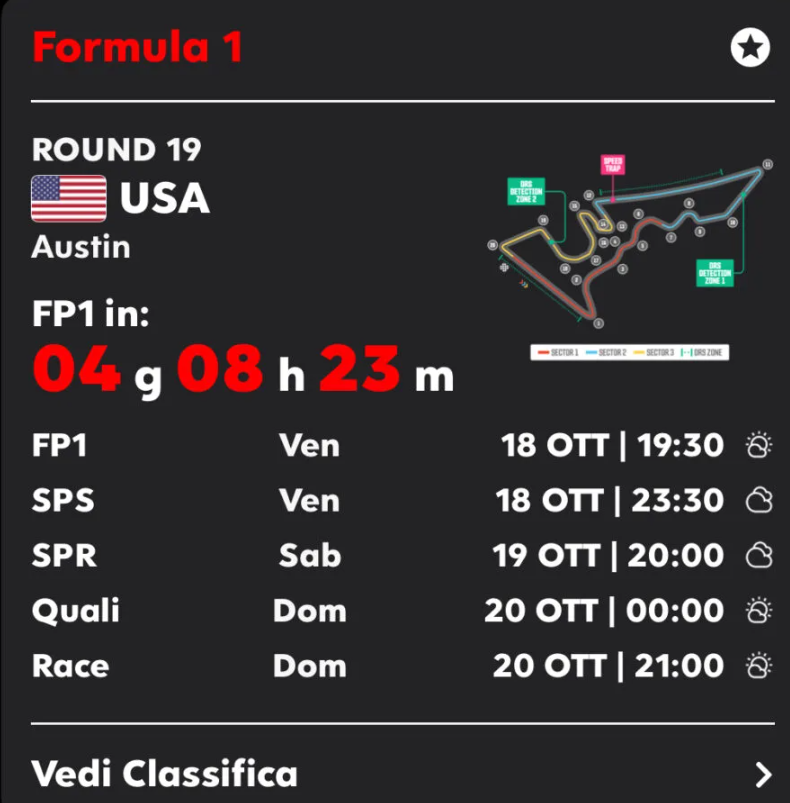 Formula 1
ROUND 19
USA
Austin
FP1 in:
04 g 08 h 23 m
SPEED
TRAP
DRS
DETECTION
ZONE 2
DRS
DETECTION
ZONE 1
SECTOR 1 SECTOR 2 SECTOR 3 DRS ZONE
FP1 Ven 18 OTT | 19:30
SPS Ven 18 OTT | 23:30
SPR Sab 19 OTT | 20:00
Quali Dom 20 OTT | 00:00
Race Dom 20 OTT | 21:00
Vedi Classifica